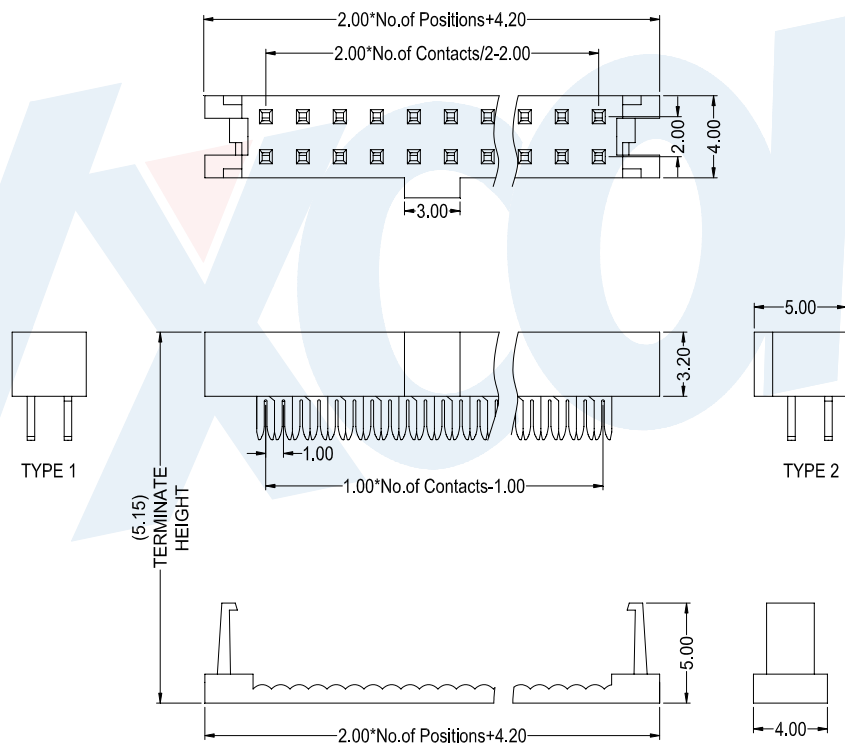 2.00*No.of Positions+4.20
2.00*No.of Contacts/2-2.00
2.00
4.00
3.00
5.00
3.20
1.00
TYPE 1
TYPE 2
1.00*No.of Contacts-1.00
(5.15)
TERMINATE
HEIGHT
5.00
2.00*No.of Positions+4.20
4.00